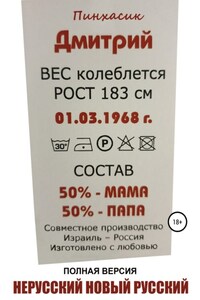 Пинхасик
Дмитрий
ВЕС колеблется
РОСТ 183 см
01.03.1968 г.
30° P
СОСТАВ
50% - МАМА
50% - ПАПА
Совместное производство
Израиль – Россия
Изготовлено с любовью
18+
ПОЛНАЯ ВЕРСИЯ
НЕРУССКИЙ НОВЫЙ РУССКИЙ